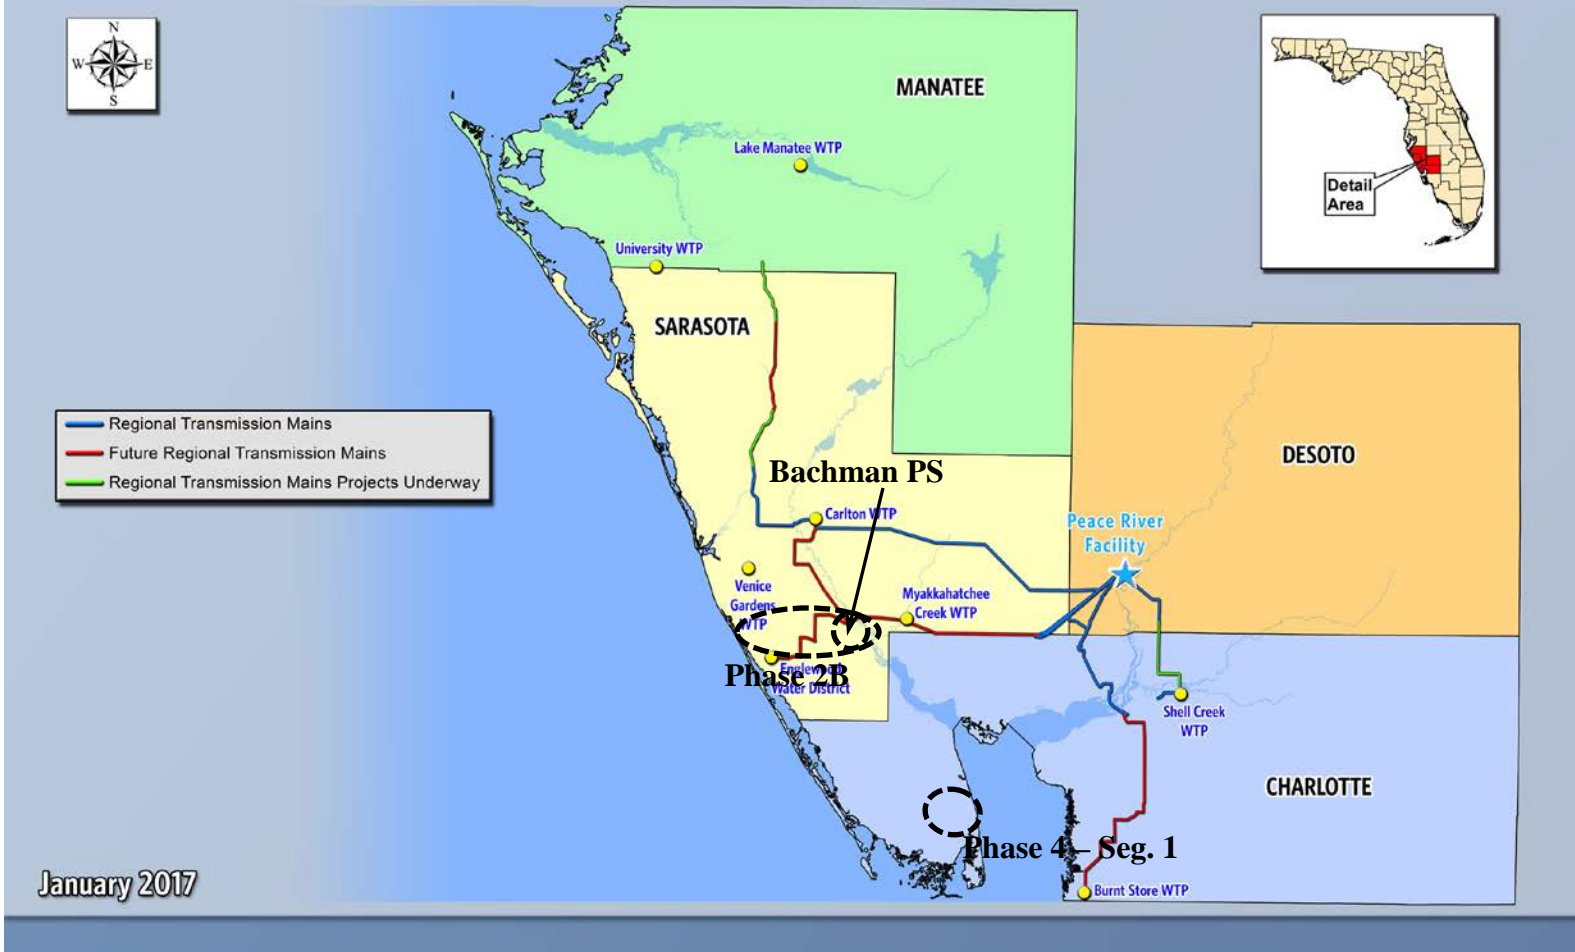 N
W E
S
MANATEE
Lake Manatee WTP
Detail
Area
University WTP
SARASOTA
Regional Transmission Mains
Future Regional Transmission Mains
Regional Transmission Mains Projects Underway
DESOTO
Bachman PS
Carlton WTP
Peace River
Facility
Venice
Gardens
WTP
Myakkahatchee
Creek WTP
Englewood
Water District
Phase 2B
Shell Creek
WTP
CHARLOTTE
Phase 4 – Seg. 1
January 2017
Burnt Store WTP